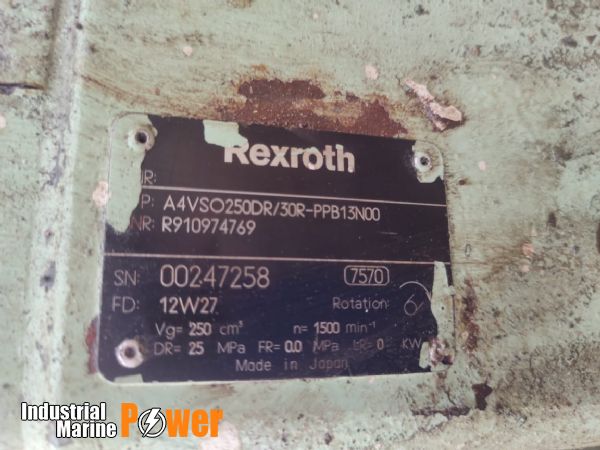 Rexroth
A4VSO250DR/30R-PPB13N00
R910974769
SN: 00247258 7570
FD: 12W27 Rotation:
Vg= 250 cm³ n= 1500 min⁻¹
DR= 25 MPa FR= 0.0 MPa LR= 0 KW
Made in Japan
Industrial
Marine Power